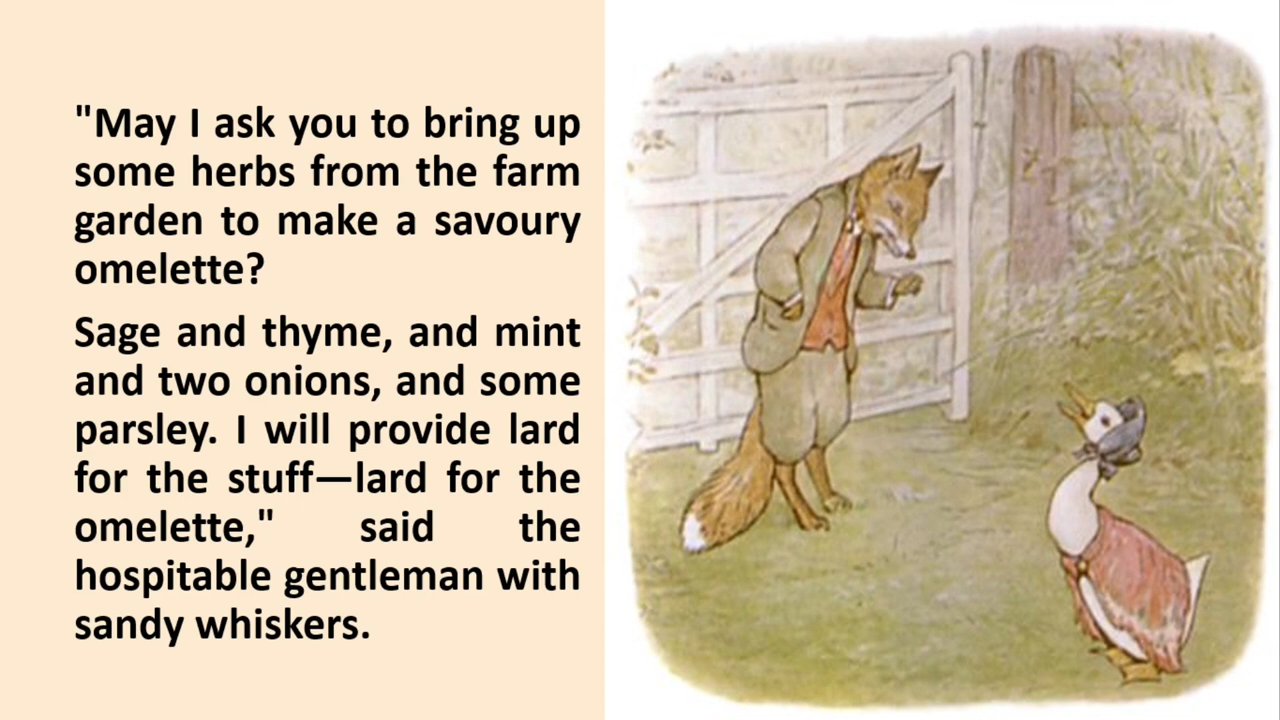 "May I ask you to bring up
some herbs from the farm
garden to make a savoury
omelette?
Sage and thyme, and mint
and two onions, and some
parsley. I will provide lard
for the stuff—lard for the
omelette," said the
hospitable gentleman with
sandy whiskers.